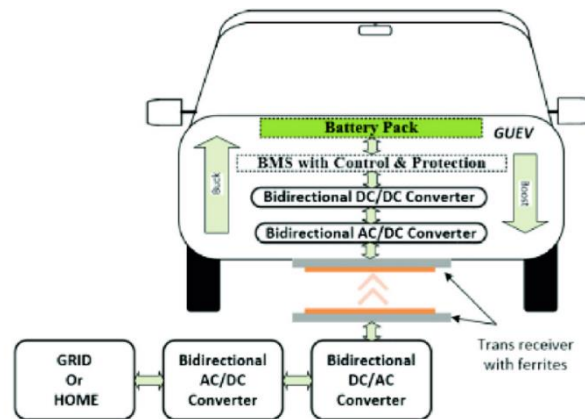 Battery Pack
GUEV
BMS with Control & Protection
Buck
Boost
Bidirectional DC/DC Converter
Bidirectional AC/DC Converter
Trans receiver
with ferrites
GRID
Or
HOME
Bidirectional
AC/DC
Converter
Bidirectional
DC/AC
Converter